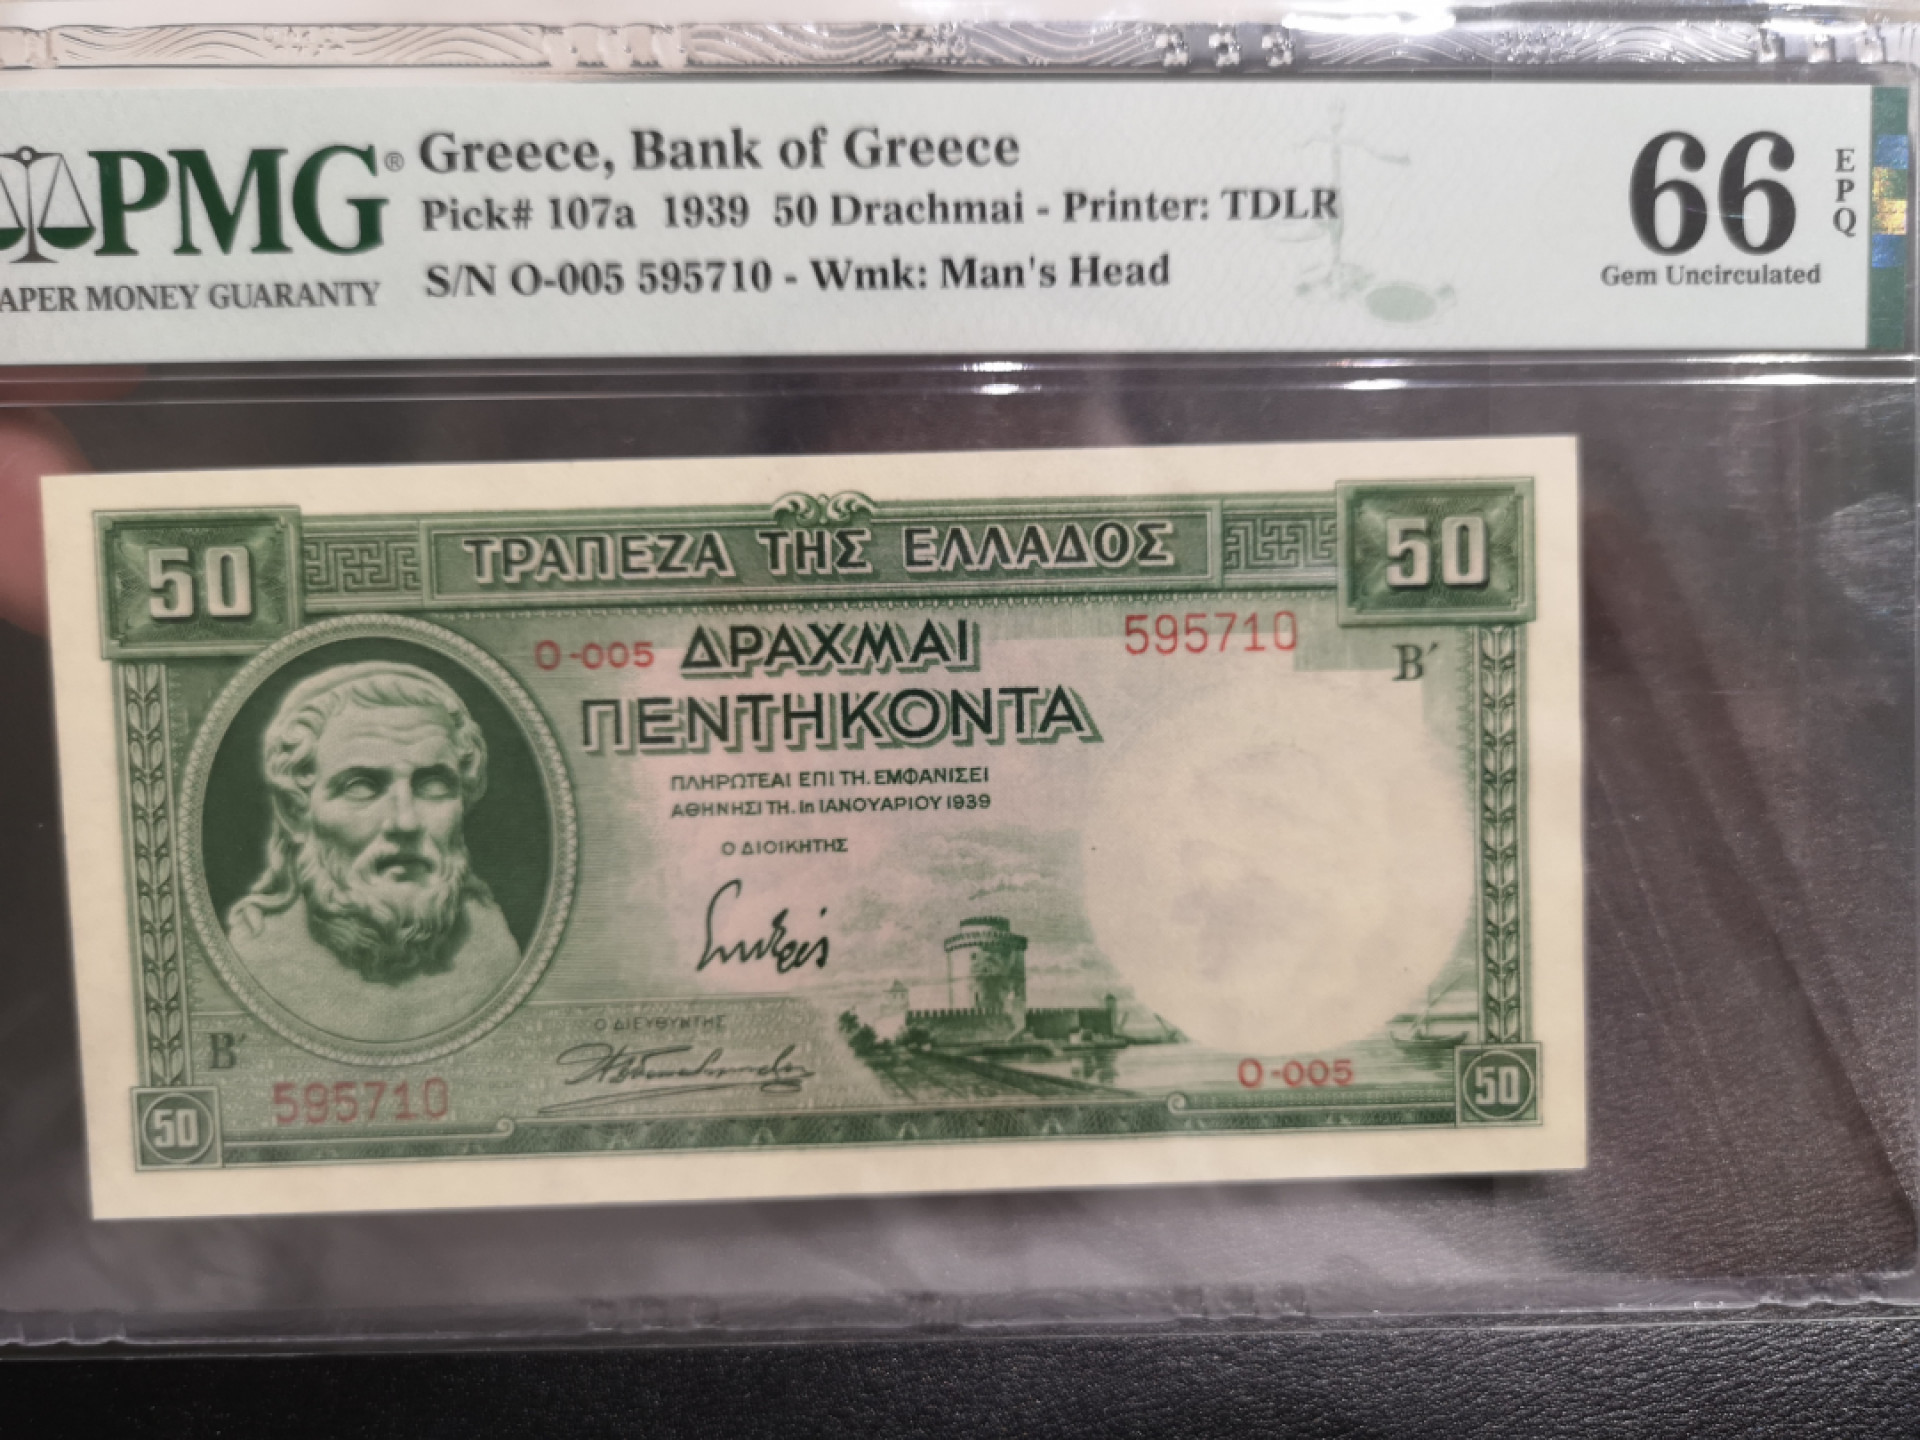 PMG®
APER MONEY GUARANTY
Greece, Bank of Greece
Pick# 107a 1939 50 Drachmai - Printer: TDLR
S/N O-005 595710 - Wmk: Man's Head
66
EPQ
Gem Uncirculated
50 ΤΡΑΠΕΖΑ ΤΗΣ ΕΛΛΑΔΟΣ 50
O-005 ΔΡΑΧΜΑΙ 595710
Β′
ΠΕΝΤΗΚΟΝΤΑ
ΠΛΗΡΩΤΕΑΙ ΕΠΙ ΤΗ. ΕΜΦΑΝΙΣΕΙ
ΑΘΗΝΗΣΙ ΤΗ. 1η ΙΑΝΟΥΑΡΙΟΥ 1939
Ο ΔΙΟΙΚΗΤΗΣ
Ο ΔΙΕΥΘΥΝΤΗΣ
Β′
595710 O-005
50 50